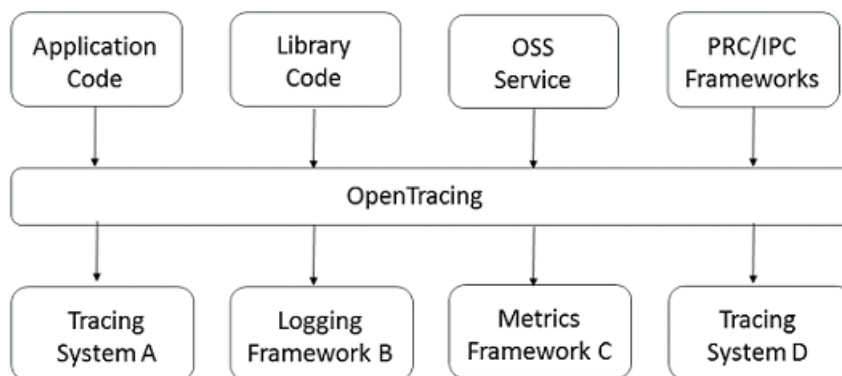 Application
Code
Library
Code
OSS
Service
PRC/IPC
Frameworks
OpenTracing
Tracing
System A
Logging
Framework B
Metrics
Framework C
Tracing
System D